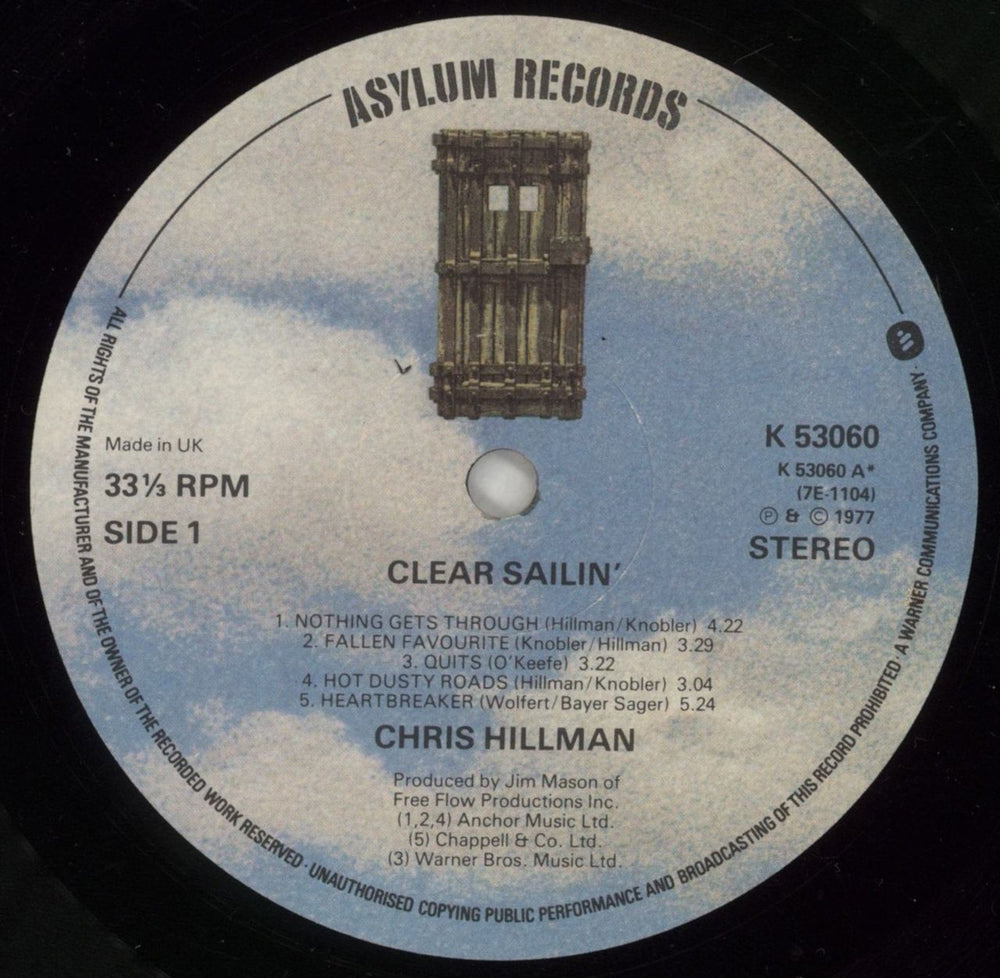 ASYLUM RECORDS
Made in UK
33⅓ RPM
SIDE 1
K 53060
K 53060 A*
(7E-1104)
Ⓟ & © 1977
STEREO
CLEAR SAILIN'
1. NOTHING GETS THROUGH (Hillman/Knobler) 4.22
2. FALLEN FAVOURITE (Knobler/Hillman) 3.29
3. QUITS (O'Keefe) 3.22
4. HOT DUSTY ROADS (Hillman/Knobler) 3.04
5. HEARTBREAKER (Wolfert/Bayer Sager) 5.24
CHRIS HILLMAN
Produced by Jim Mason of
Free Flow Productions Inc.
(1,2,4) Anchor Music Ltd.
(5) Chappell & Co. Ltd.
(3) Warner Bros. Music Ltd.
ALL RIGHTS OF THE MANUFACTURER AND OF THE OWNER OF THE RECORDED WORK RESERVED · UNAUTHORISED COPYING PUBLIC PERFORMANCE AND BROADCASTING OF THIS RECORD PROHIBITED · A WARNER COMMUNICATIONS COMPANY ·